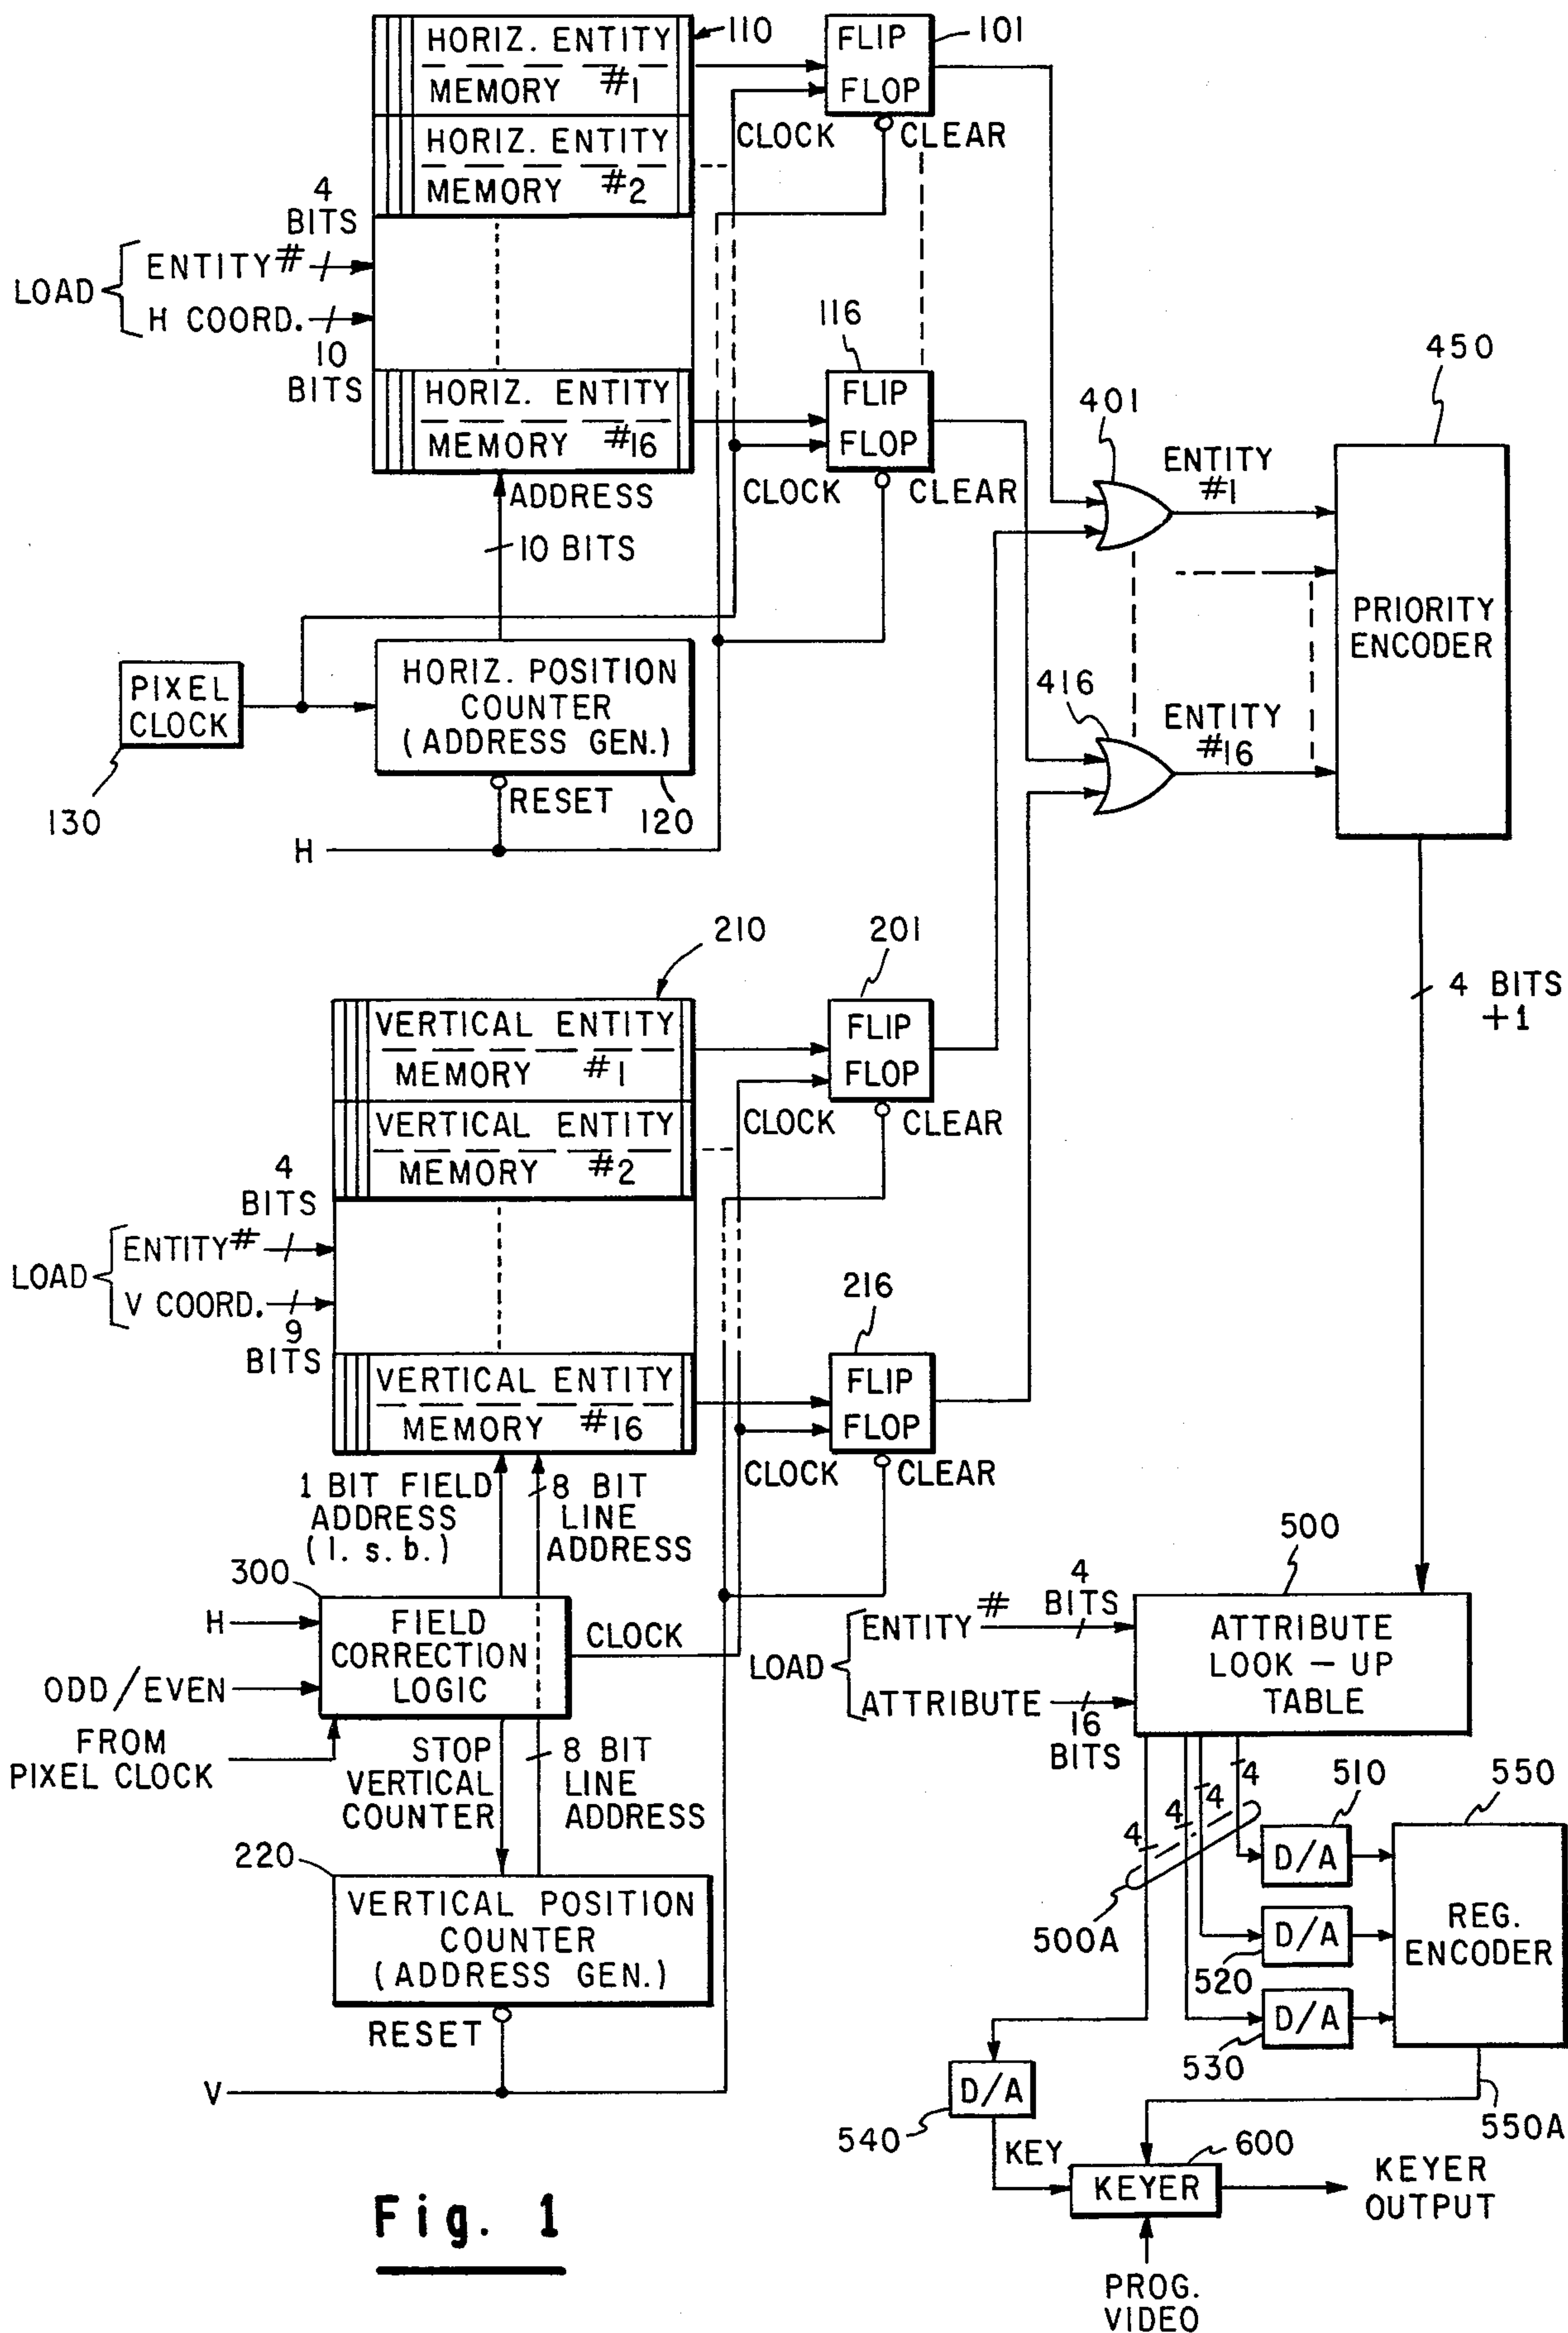 HORIZ. ENTITY
MEMORY #1
110
FLIP
FLOP
101
CLOCK
CLEAR
HORIZ. ENTITY
MEMORY #2
4
BITS
LOAD
ENTITY#
H COORD.
10
BITS
HORIZ. ENTITY
MEMORY #16
116
FLIP
FLOP
CLOCK
CLEAR
ADDRESS
10 BITS
401
ENTITY
#1
450
PRIORITY
ENCODER
416
ENTITY
#16
PIXEL
CLOCK
130
HORIZ. POSITION
COUNTER
(ADDRESS GEN.)
RESET
120
H
4 BITS
+1
210
VERTICAL ENTITY
MEMORY #1
201
FLIP
FLOP
CLOCK
CLEAR
VERTICAL ENTITY
MEMORY #2
4
BITS
LOAD
ENTITY#
V COORD.
9
BITS
VERTICAL ENTITY
MEMORY #16
216
FLIP
FLOP
CLOCK
CLEAR
1 BIT FIELD
ADDRESS
(l. s. b.)
8 BIT
LINE
ADDRESS
300
H
ODD/EVEN
FROM
PIXEL CLOCK
FIELD
CORRECTION
LOGIC
CLOCK
STOP
VERTICAL
COUNTER
8 BIT
LINE
ADDRESS
220
VERTICAL POSITION
COUNTER
(ADDRESS GEN.)
RESET
V
500
LOAD
ENTITY #
4
BITS
ATTRIBUTE
16
BITS
ATTRIBUTE
LOOK-UP
TABLE
4
4
4
4
500A
510
D/A
520
D/A
530
D/A
550
REG.
ENCODER
550A
D/A
540
KEY
600
KEYER
KEYER
OUTPUT
PROG.
VIDEO
Fig. 1